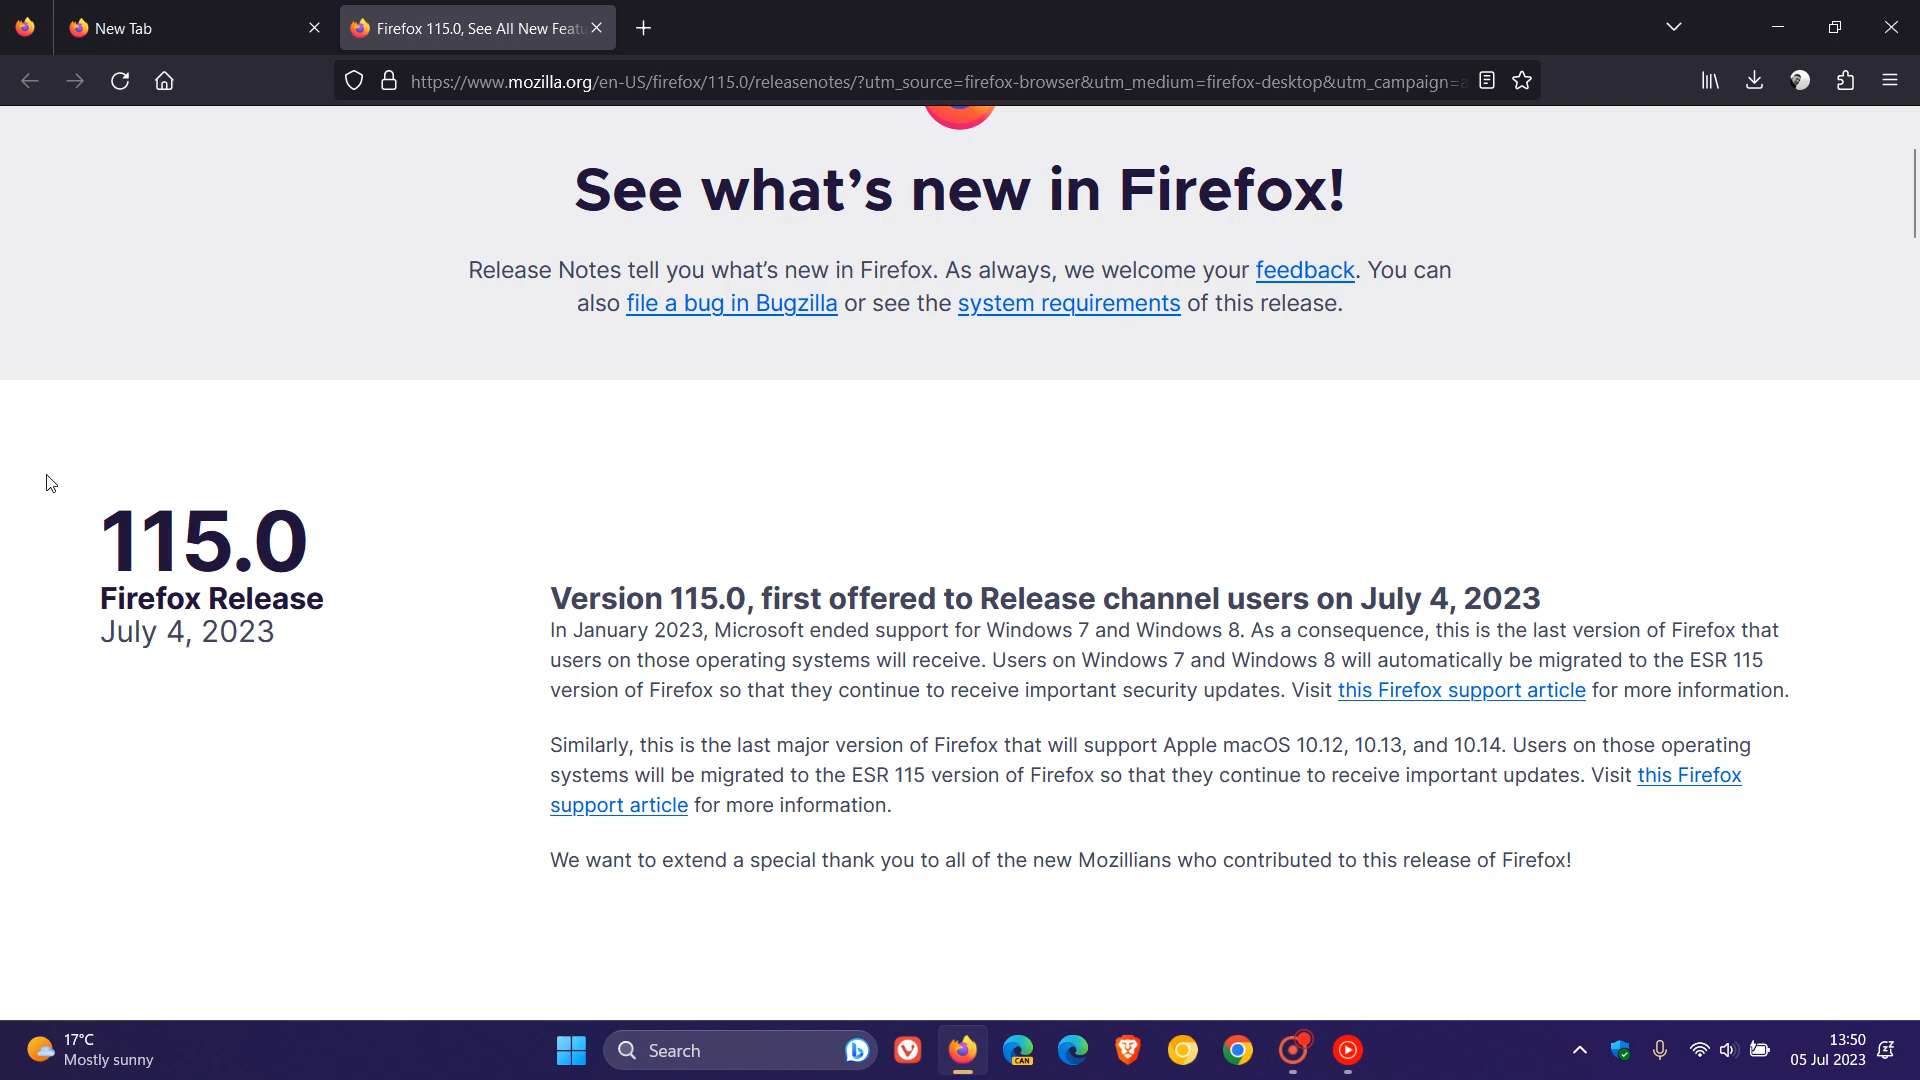 New Tab
Firefox 115.0, See All New Featu
https://www.mozilla.org/en-US/firefox/115.0/releasenotes/?utm_source=firefox-browser&utm_medium=firefox-desktop&utm_campaign=a
See what’s new in Firefox!
Release Notes tell you what’s new in Firefox. As always, we welcome your feedback. You can
also file a bug in Bugzilla or see the system requirements of this release.
115.0
Firefox Release
July 4, 2023
Version 115.0, first offered to Release channel users on July 4, 2023
In January 2023, Microsoft ended support for Windows 7 and Windows 8. As a consequence, this is the last version of Firefox that
users on those operating systems will receive. Users on Windows 7 and Windows 8 will automatically be migrated to the ESR 115
version of Firefox so that they continue to receive important security updates. Visit this Firefox support article for more information.
Similarly, this is the last major version of Firefox that will support Apple macOS 10.12, 10.13, and 10.14. Users on those operating
systems will be migrated to the ESR 115 version of Firefox so that they continue to receive important updates. Visit this Firefox
support article for more information.
We want to extend a special thank you to all of the new Mozillians who contributed to this release of Firefox!
17°C
Mostly sunny
Search
CAN
13:50
05 Jul 2023